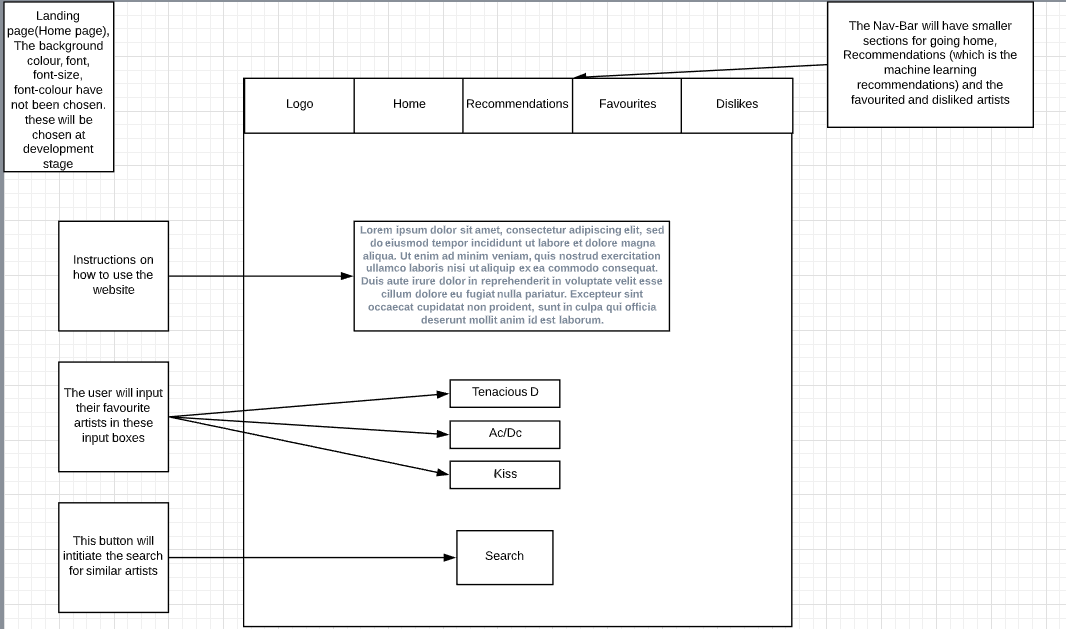 Landing
page(Home page),
The background
colour, font,
font-size,
font-colour have
not been chosen.
these will be
chosen at
development
stage
The Nav-Bar will have smaller
sections for going home,
Recommendations (which is the
machine learning
recommendations) and the
favourited and disliked artists
Logo
Home
Recommendations
Favourites
Dislikes
Instructions on
how to use the
website
Lorem ipsum dolor sit amet, consectetur adipiscing elit, sed
do eiusmod tempor incididunt ut labore et dolore magna
aliqua. Ut enim ad minim veniam, quis nostrud exercitation
ullamco laboris nisi ut aliquip ex ea commodo consequat.
Duis aute irure dolor in reprehenderit in voluptate velit esse
cillum dolore eu fugiat nulla pariatur. Excepteur sint
occaecat cupidatat non proident, sunt in culpa qui officia
deserunt mollit anim id est laborum.
The user will input
their favourite
artists in these
input boxes
Tenacious D
Ac/Dc
Kiss
This button will
intitiate the search
for similar artists
Search